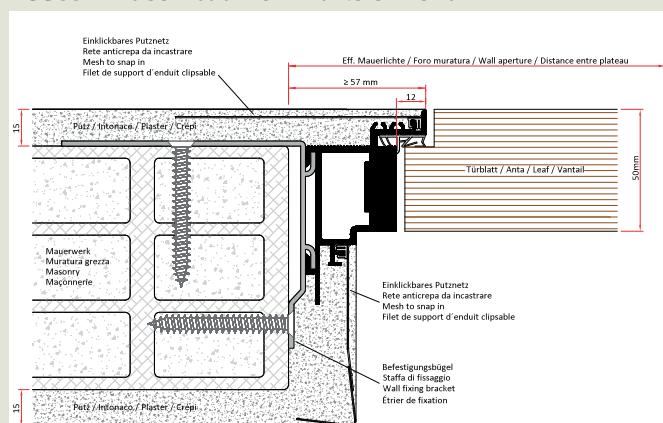 Einklickbares Putznetz
Rete anticrepa da incastrare
Mesh to snap in
Filet de support d´enduit clipsable
Eff. Mauerlichte / Foro muratura / Wall aperture / Distance entre plateau
≥ 57 mm
12
15
Putz / Intonaco / Plaster / Crépi
Türblatt / Anta / Leaf / Vantail
50mm
Mauerwerk
Muratura grezza
Masonry
Maçonnerie
Einklickbares Putznetz
Rete anticrepa da incastrare
Mesh to snap in
Filet de support d´enduit clipsable
Befestigungsbügel
Staffa di fissaggio
Wall fixing bracket
Étrier de fixation
15
Putz / Intonaco / Plaster / Crépi